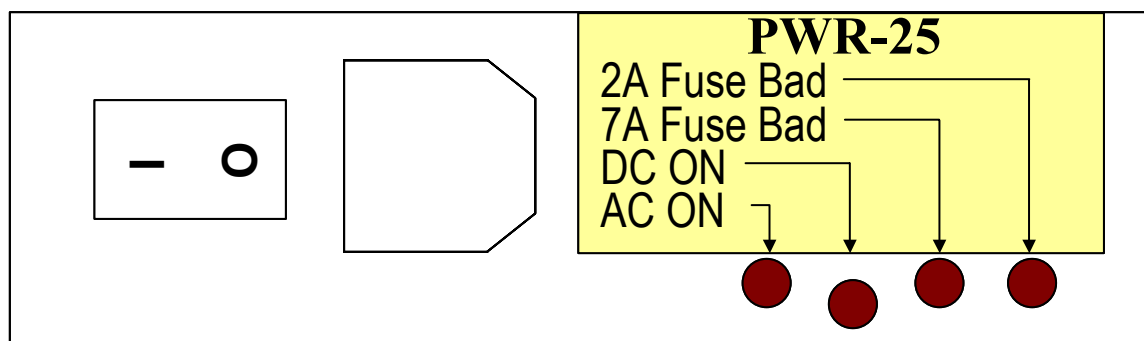 PWR-25
2A Fuse Bad
7A Fuse Bad
DC ON
AC ON
I O